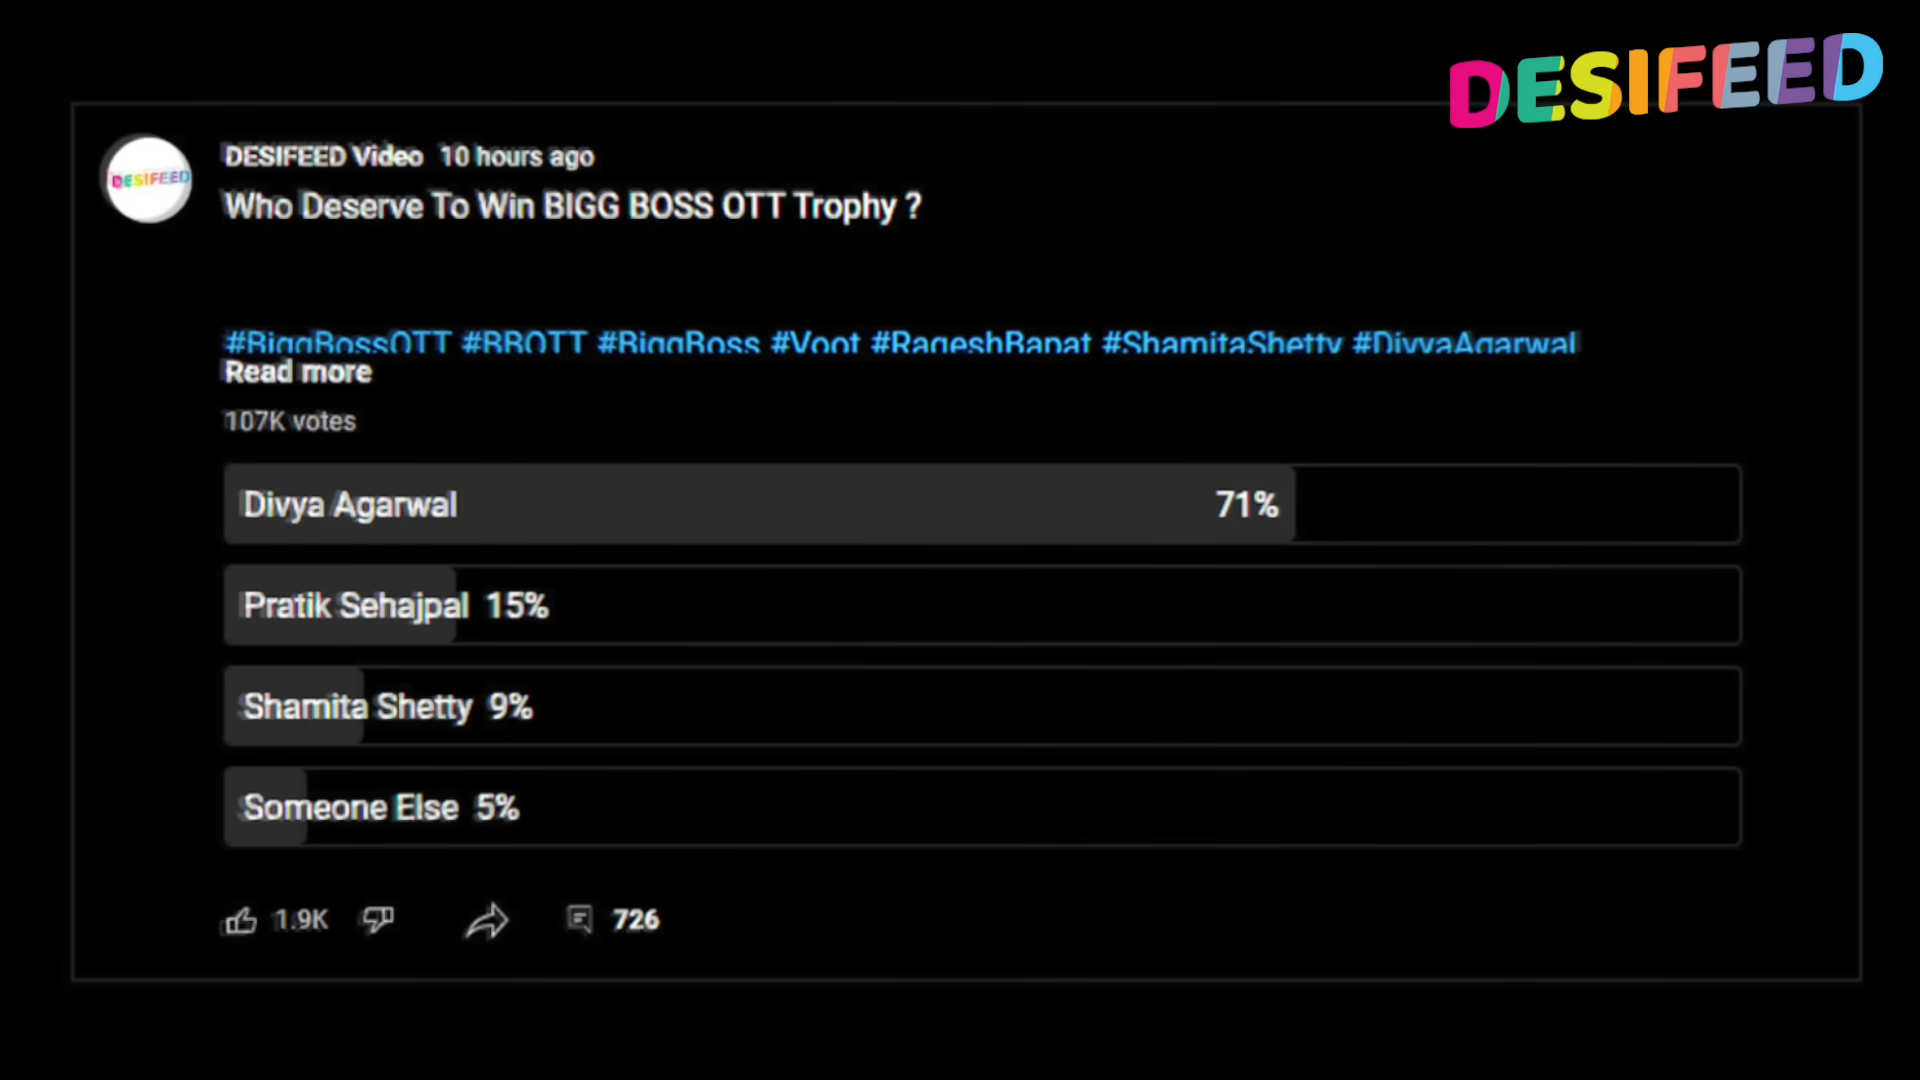 DESIFEED
DESIFEED
DESIFEED Video 10 hours ago
Who Deserve To Win BIGG BOSS OTT Trophy ?
#BiggBossOTT #BBOTT #BiggBoss #Voot #RaqeshBapat #ShamitaShetty #DivyaAgarwal
Read more
107K votes
Divya Agarwal 71%
Pratik Sehajpal 15%
Shamita Shetty 9%
Someone Else 5%
1.9K 726